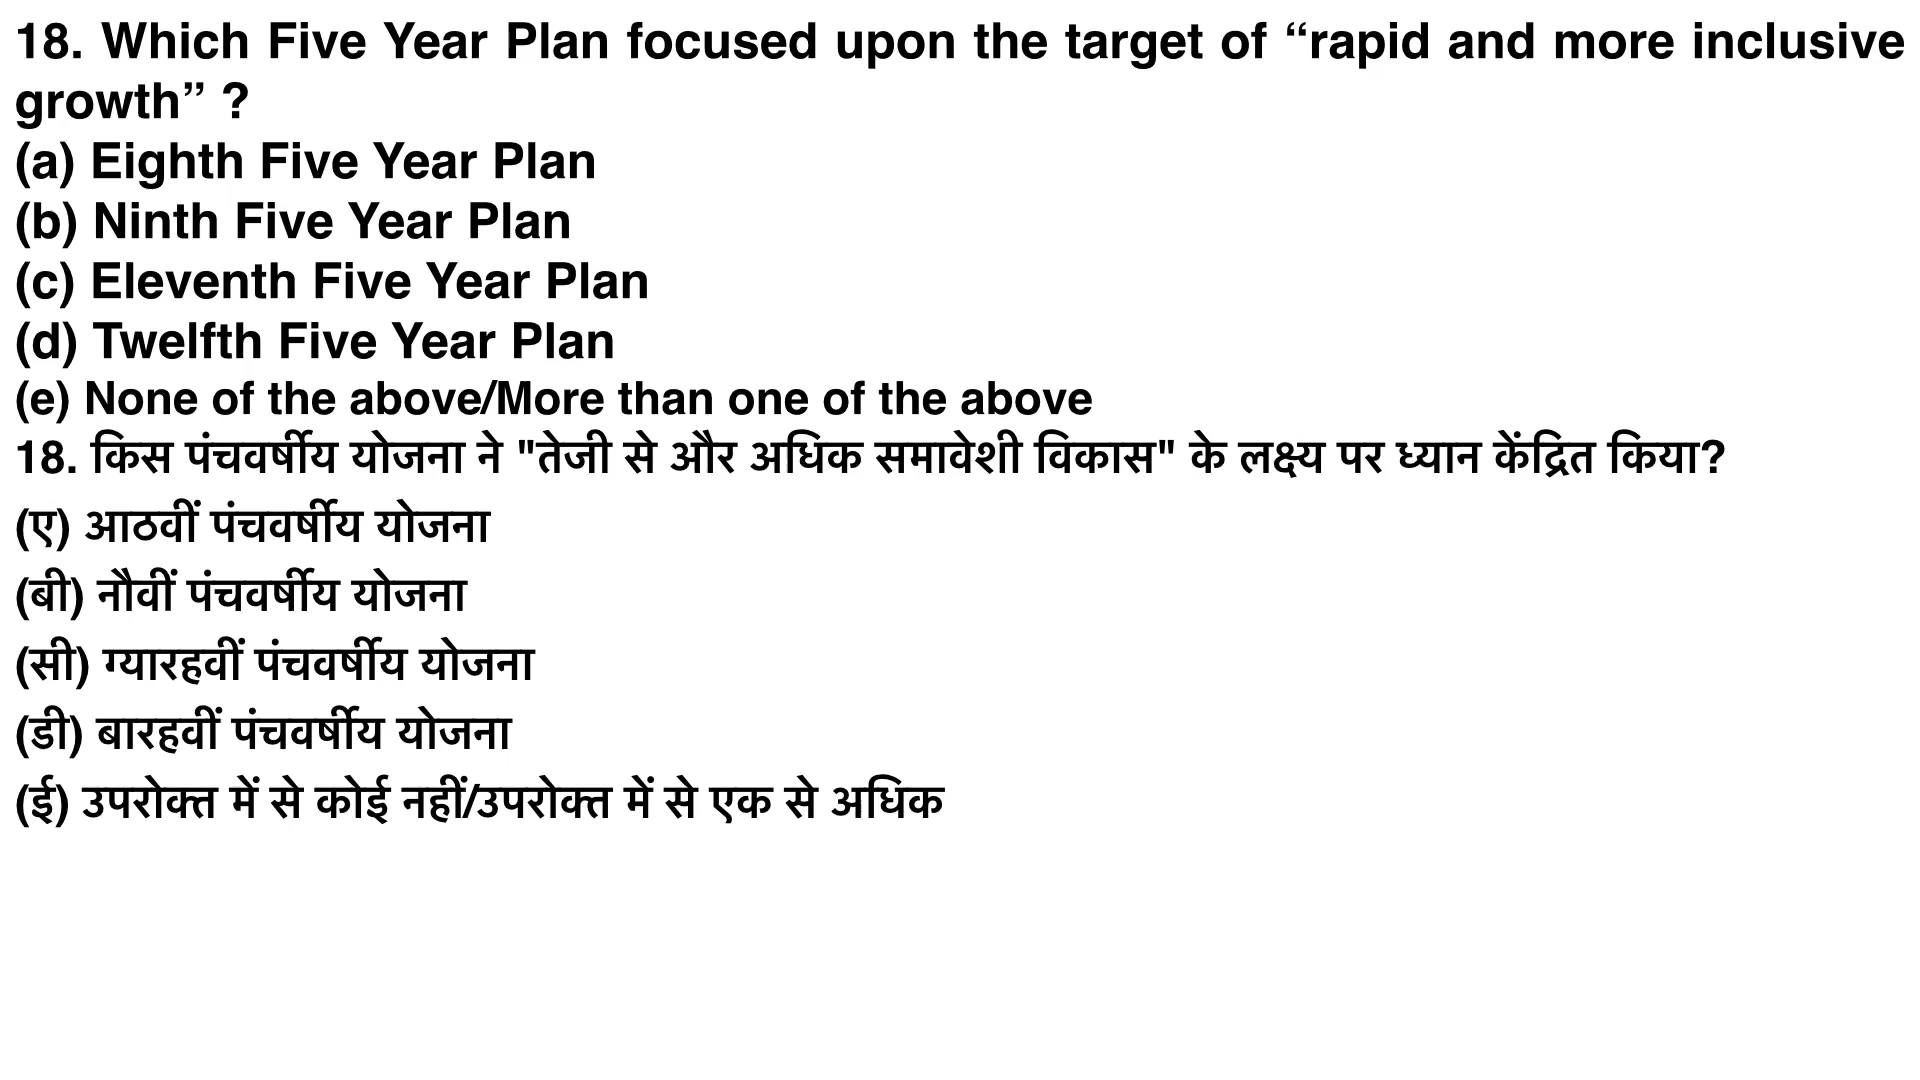 18. Which Five Year Plan focused upon the target of “rapid and more inclusive
growth” ?
(a) Eighth Five Year Plan
(b) Ninth Five Year Plan
(c) Eleventh Five Year Plan
(d) Twelfth Five Year Plan
(e) None of the above/More than one of the above
18. किस पंचवर्षीय योजना ने "तेजी से और अधिक समावेशी विकास" के लक्ष्य पर ध्यान केंद्रित किया?
(ए) आठवीं पंचवर्षीय योजना
(बी) नौवीं पंचवर्षीय योजना
(सी) ग्यारहवीं पंचवर्षीय योजना
(डी) बारहवीं पंचवर्षीय योजना
(ई) उपरोक्त में से कोई नहीं/उपरोक्त में से एक से अधिक